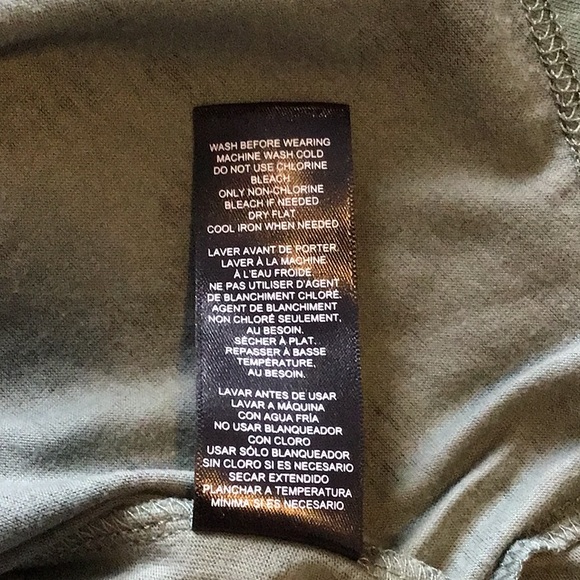 WASH BEFORE WEARING
MACHINE WASH COLD
DO NOT USE CHLORINE
BLEACH
ONLY NON-CHLORINE
BLEACH IF NEEDED
DRY FLAT
COOL IRON WHEN NEEDED
LAVER AVANT DE PORTER.
LAVER À LA MACHINE
À L'EAU FROIDE.
NE PAS UTILISER D'AGENT
DE BLANCHIMENT CHLORÉ.
AGENT DE BLANCHIMENT
NON CHLORÉ SEULEMENT,
AU BESOIN.
SÉCHER À PLAT.
REPASSER À BASSE
TEMPÉRATURE,
AU BESOIN.
LAVAR ANTES DE USAR
LAVAR A MÁQUINA
CON AGUA FRÍA
NO USAR BLANQUEADOR
CON CLORO
USAR SÓLO BLANQUEADOR
SIN CLORO SI ES NECESARIO
SECAR EXTENDIDO
PLANCHAR A TEMPERATURA
MÍNIMA SI ES NECESARIO